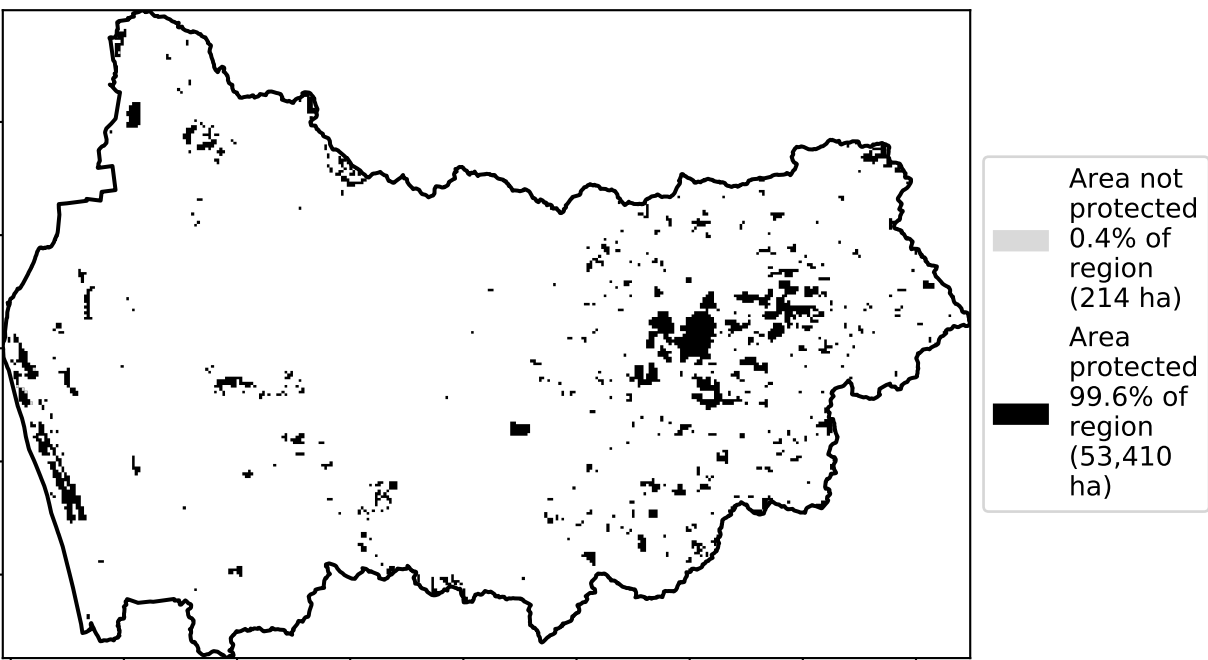 Area not
protected
0.4% of
region
(214 ha)
Area
protected
99.6% of
region
(53,410
ha)